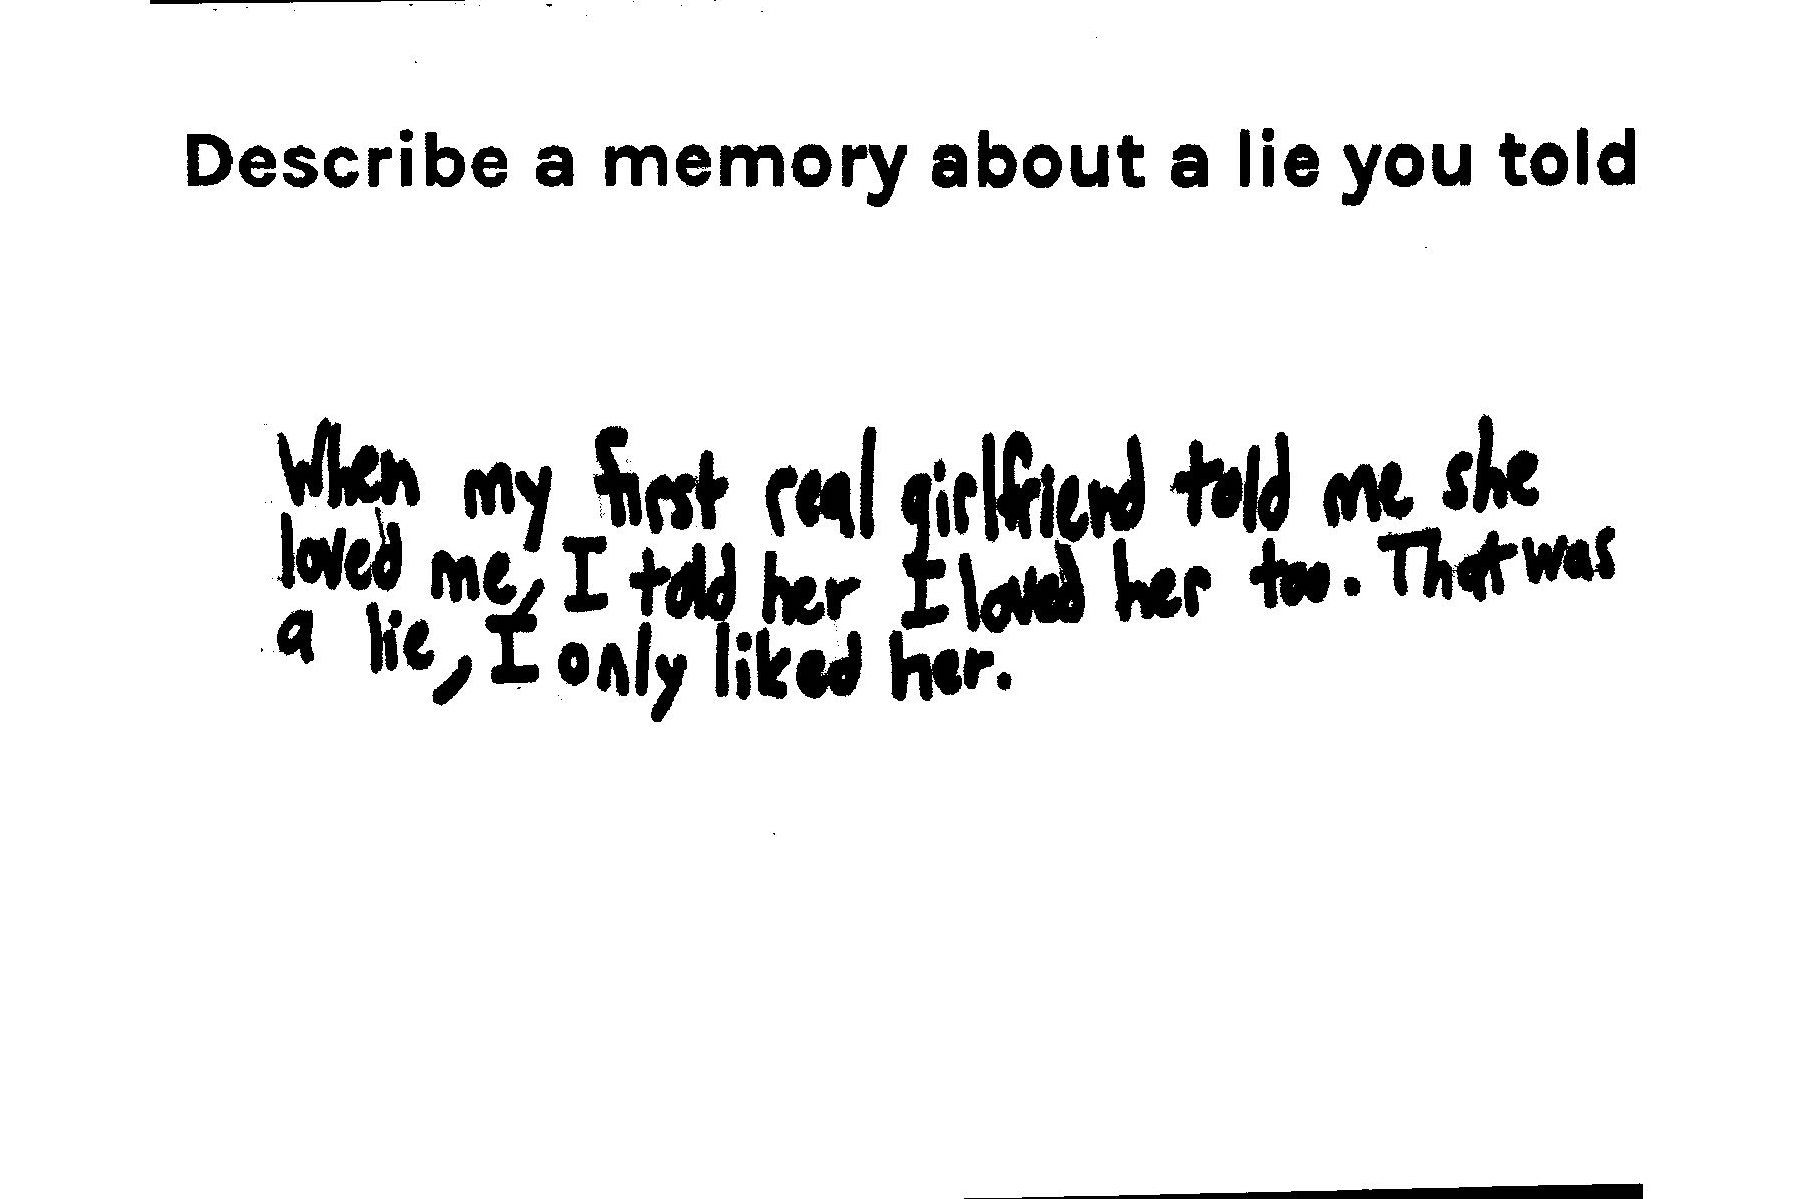 Describe a memory about a lie you told
When my first real girlfriend told me she
loved me, I told her I loved her too. That was
a lie, I only liked her.